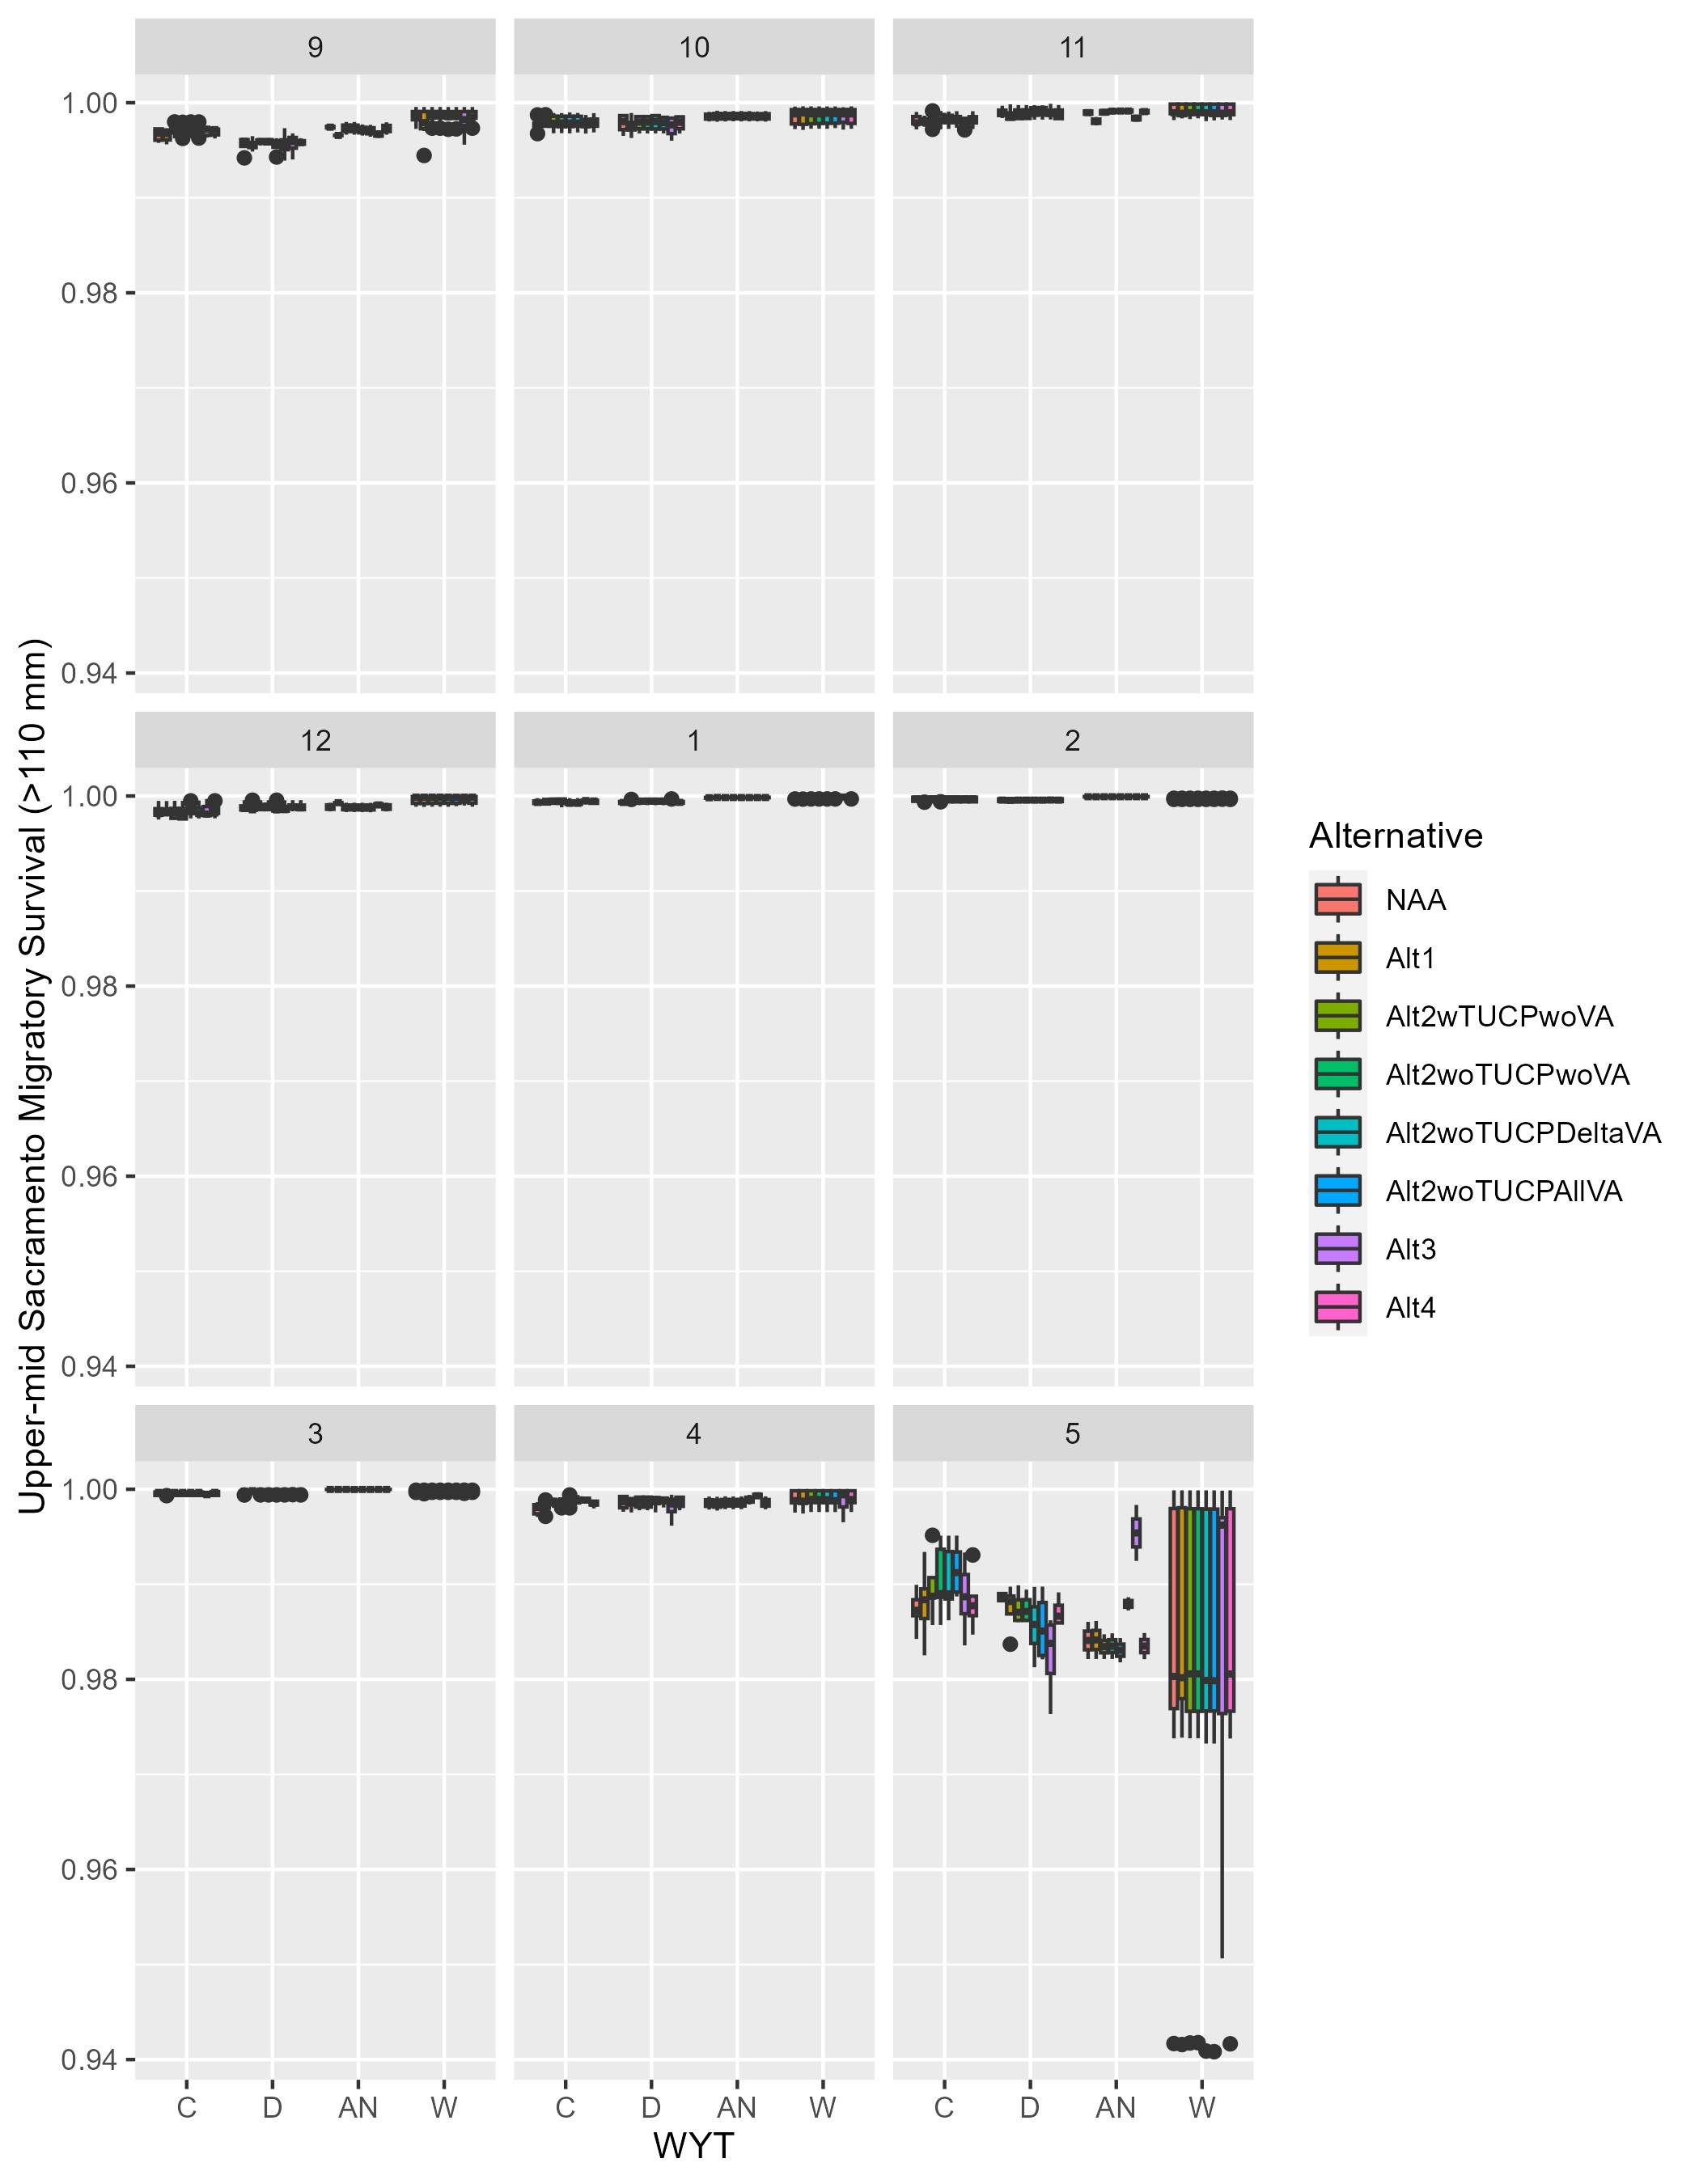 9 10 11
1.00
0.98
0.96
0.94
12 1 2
1.00
0.98
0.96
0.94
3 4 5
1.00
0.98
0.96
0.94
C D AN W C D AN W C D AN W
WYT
Upper-mid Sacramento Migratory Survival (>110 mm)
Alternative
NAA
Alt1
Alt2wTUCPwoVA
Alt2woTUCPwoVA
Alt2woTUCPDeltaVA
Alt2woTUCPAllVA
Alt3
Alt4